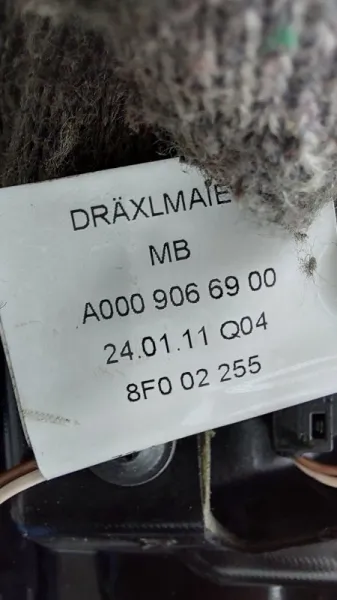 DRÄXLMAIE
MB
A000 906 69 00
24.01.11 Q04
8F0 02 255